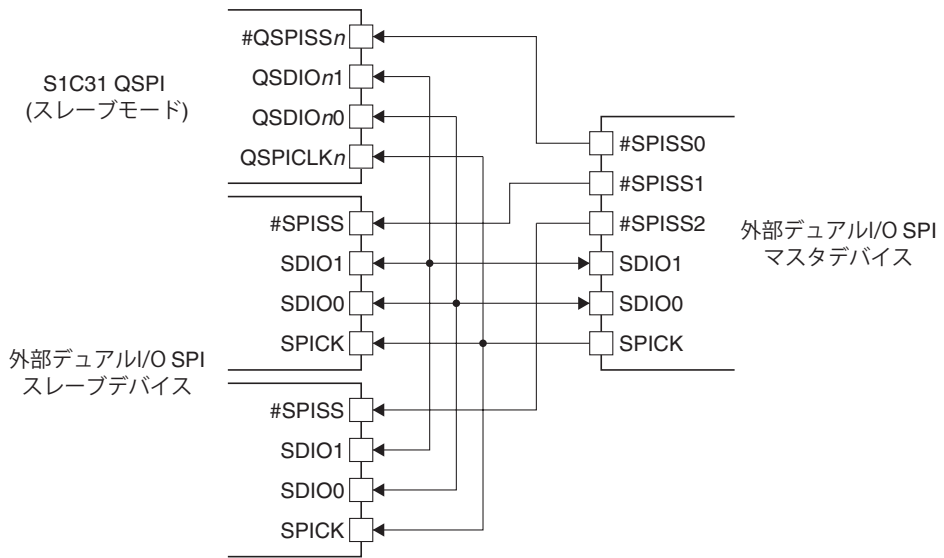 S1C31 QSPI
(スレーブモード)
#QSPISSn
QSDIOn1
QSDIOn0
QSPICLKn
外部デュアルI/O SPI
スレーブデバイス
#SPISS
SDIO1
SDIO0
SPICK
#SPISS
SDIO1
SDIO0
SPICK
#SPISS0
#SPISS1
#SPISS2
SDIO1
SDIO0
SPICK
外部デュアルI/O SPI
マスタデバイス